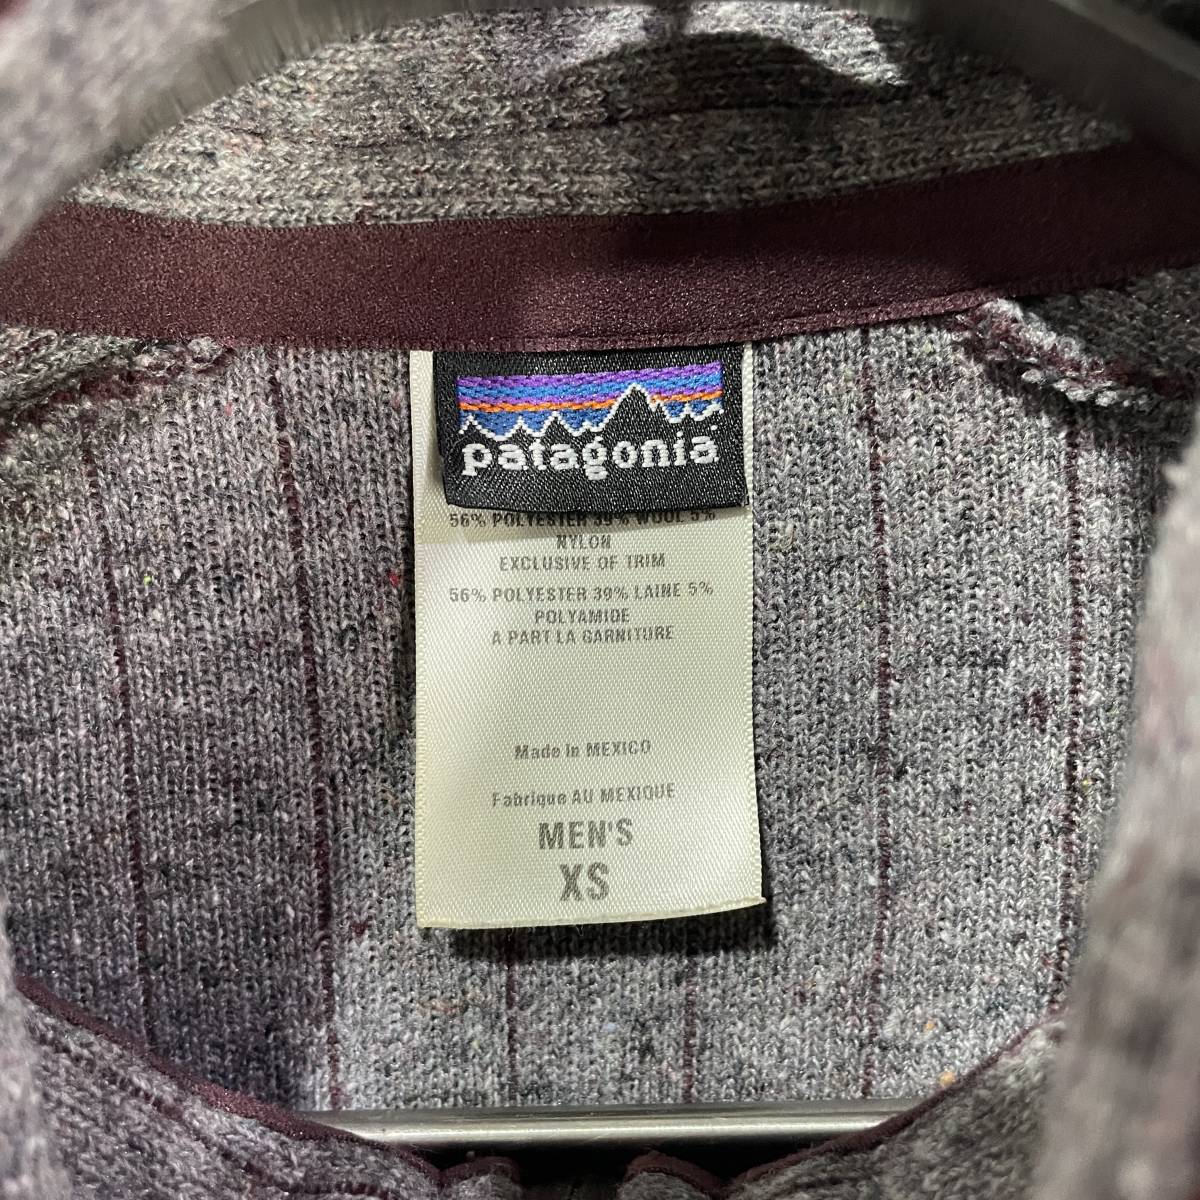 patagonia
56% POLYESTER 39% WOOL 5%
NYLON
EXCLUSIVE OF TRIM
56% POLYESTER 39% LAINE 5%
POLYAMIDE
A PART LA GARNITURE
Made in MEXICO
Fabrique AU MEXIQUE
MEN'S
XS